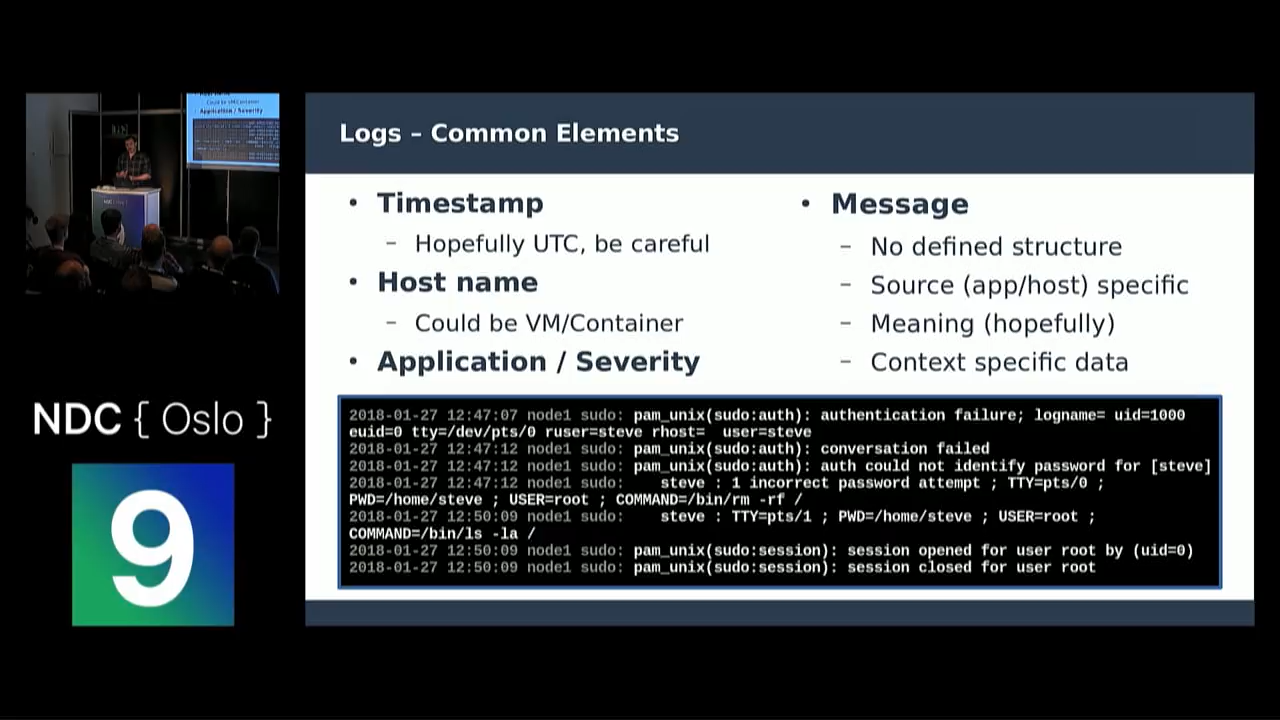 Logs – Common Elements
• Timestamp
– Hopefully UTC, be careful
• Host name
– Could be VM/Container
• Application / Severity
• Message
– No defined structure
– Source (app/host) specific
– Meaning (hopefully)
– Context specific data
2018-01-27 12:47:07 node1 sudo: pam_unix(sudo:auth): authentication failure; logname= uid=1000
euid=0 tty=/dev/pts/0 ruser=steve rhost=  user=steve
2018-01-27 12:47:12 node1 sudo: pam_unix(sudo:auth): conversation failed
2018-01-27 12:47:12 node1 sudo: pam_unix(sudo:auth): auth could not identify password for [steve]
2018-01-27 12:47:12 node1 sudo:    steve : 1 incorrect password attempt ; TTY=pts/0 ;
PWD=/home/steve ; USER=root ; COMMAND=/bin/rm -rf /
2018-01-27 12:50:09 node1 sudo:    steve : TTY=pts/1 ; PWD=/home/steve ; USER=root ;
COMMAND=/bin/ls -la /
2018-01-27 12:50:09 node1 sudo: pam_unix(sudo:session): session opened for user root by (uid=0)
2018-01-27 12:50:09 node1 sudo: pam_unix(sudo:session): session closed for user root
Could be VM/Container
Application / Severity
NDC { Oslo }
9